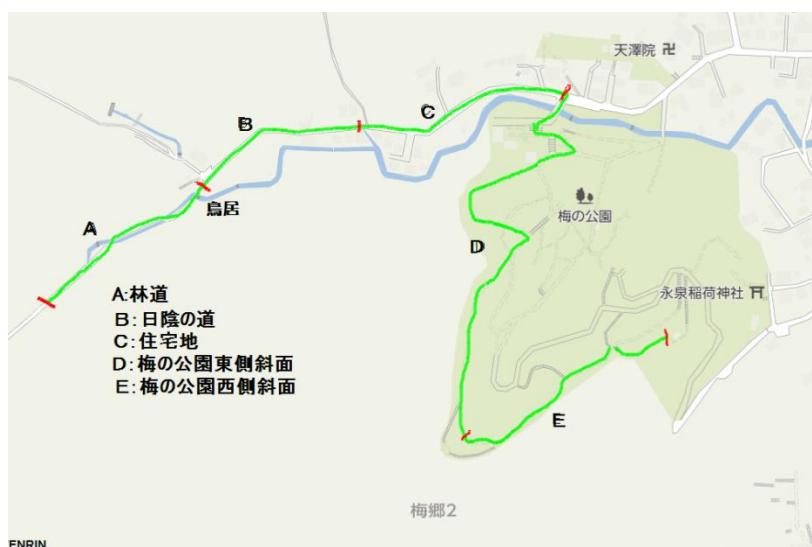 天澤院
C
B
鳥居
梅の公園
A
D
永泉稲荷神社
A:林道
B:日陰の道
C:住宅地
D:梅の公園東側斜面
E:梅の公園西側斜面
E
梅郷2
ENRIN